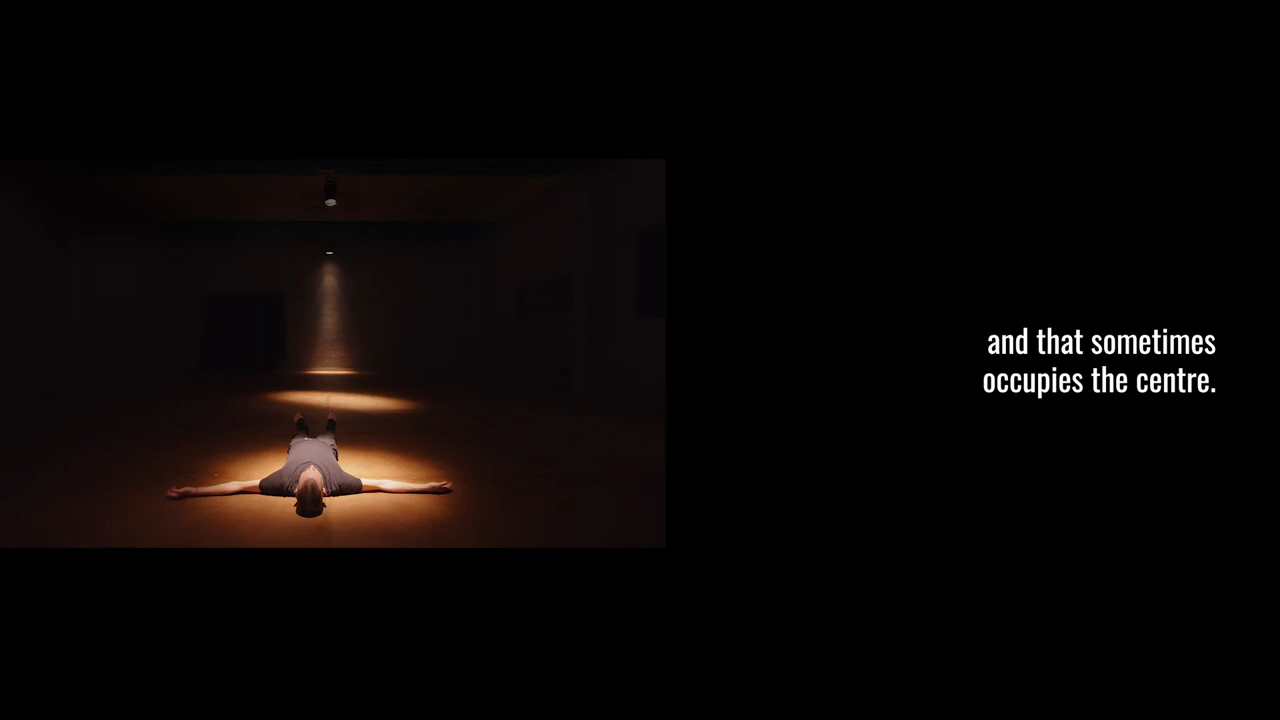 and that sometimes
occupies the centre.